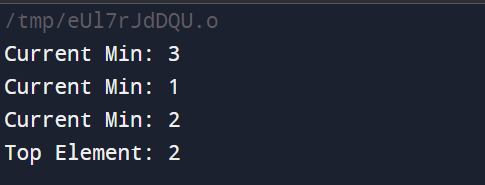 /tmp/eUl7rJdDQU.o
Current Min: 3
Current Min: 1
Current Min: 2
Top Element: 2